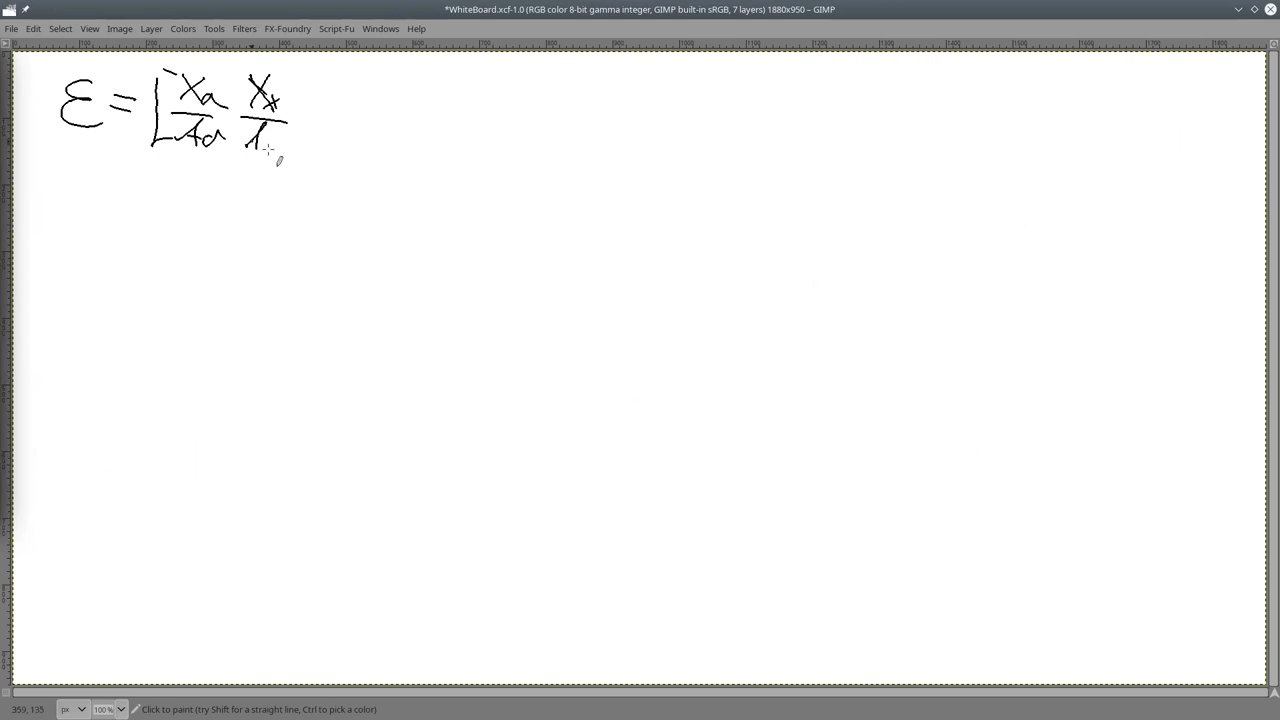 *WhiteBoard.xcf-1.0 (RGB color 8-bit gamma integer, GIMP built-in sRGB, 7 layers) 1880x950 – GIMP
File Edit Select View Image Layer Colors Tools Filters FX-Foundry Script-Fu Windows Help
ε = [ Xa Xx
359, 135 px 100 % Click to paint (try Shift for a straight line, Ctrl to pick a color)